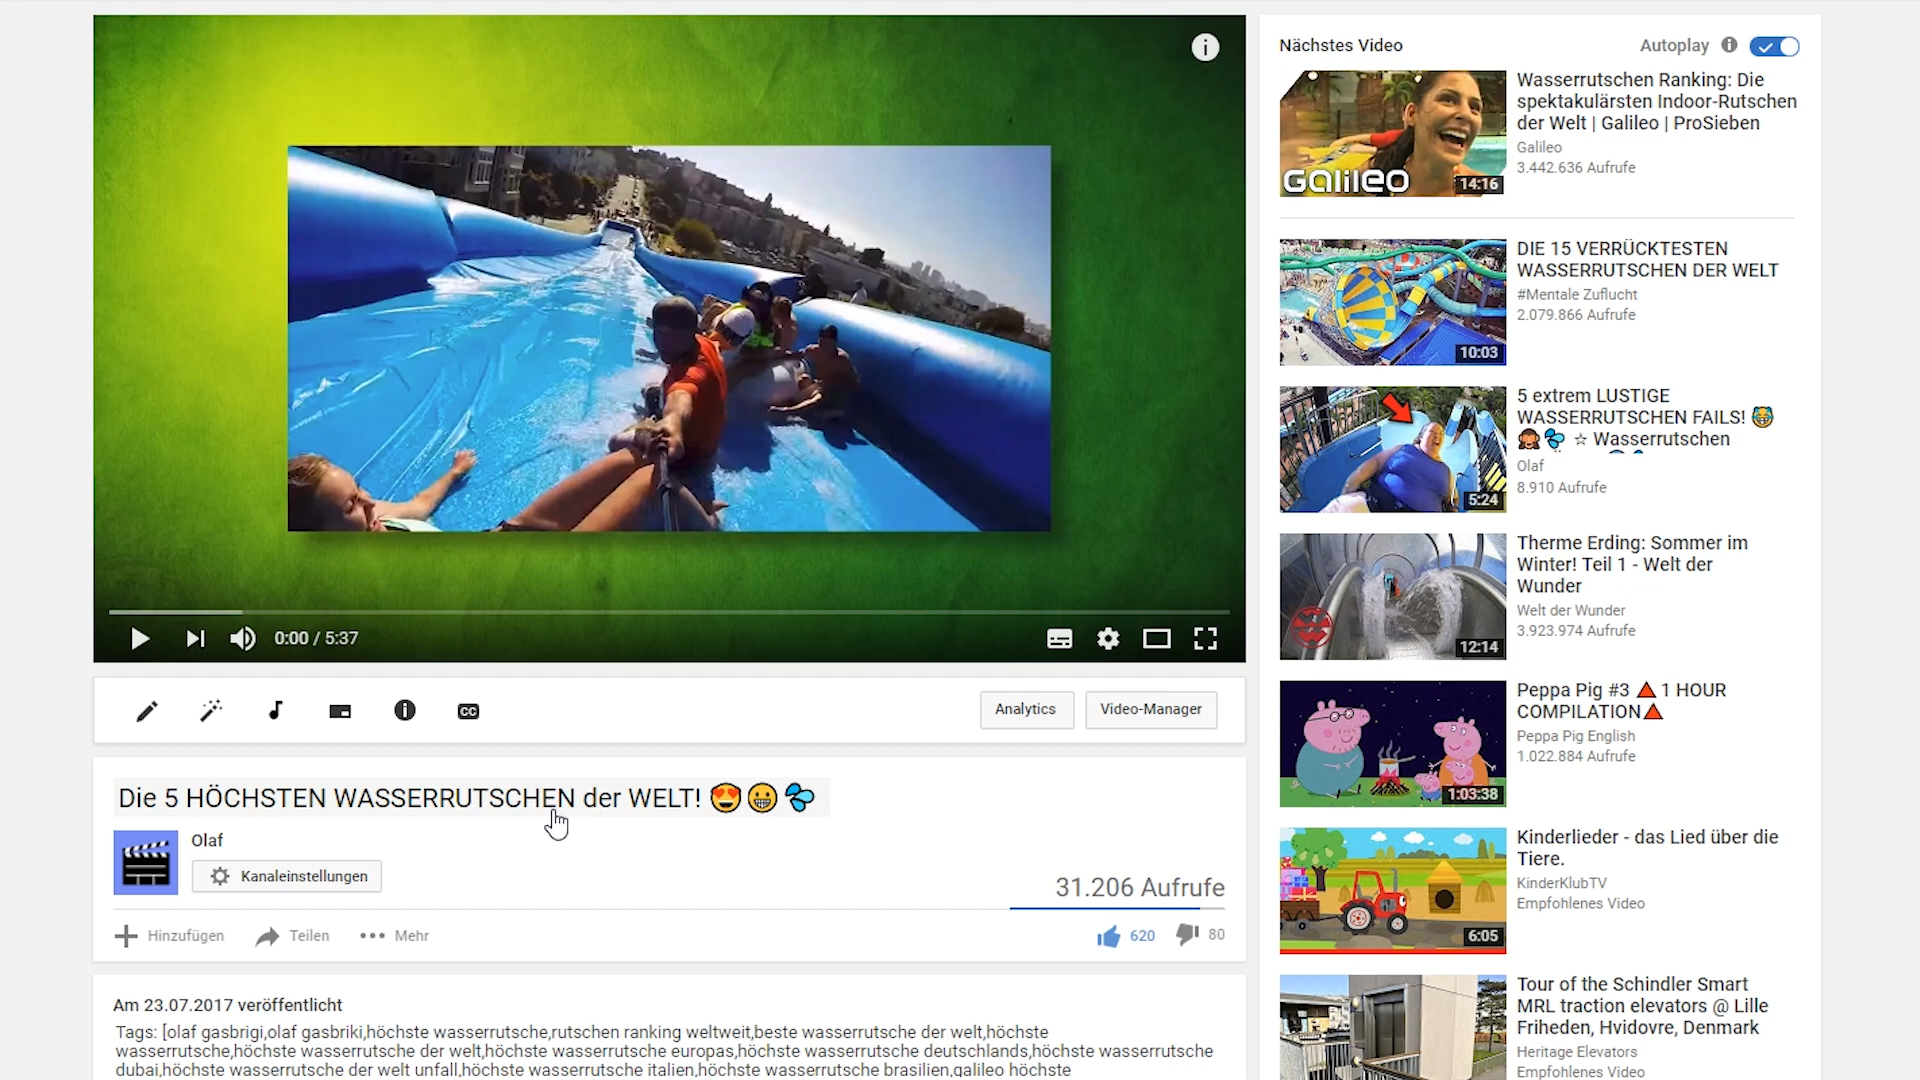 0:00 / 5:37
Analytics
Video-Manager
Die 5 HÖCHSTEN WASSERRUTSCHEN der WELT! 😍😀💦
Olaf
Kanaleinstellungen
31.206 Aufrufe
Hinzufügen
Teilen
Mehr
620
80
Am 23.07.2017 veröffentlicht
Tags: [olaf gasbrigi,olaf gasbriki,höchste wasserrutsche,rutschen ranking weltweit,beste wasserrutsche der welt,höchste
wasserrutsche,höchste wasserrutsche der welt,höchste wasserrutsche europas,höchste wasserrutsche deutschlands,höchste wasserrutsche
dubai,höchste wasserrutsche der welt unfall,höchste wasserrutsche italien,höchste wasserrutsche brasilien,galileo höchste
Nächstes Video
Autoplay
Galileo
14:16
Wasserrutschen Ranking: Die
spektakulärsten Indoor-Rutschen
der Welt | Galileo | ProSieben
Galileo
3.442.636 Aufrufe
10:03
DIE 15 VERRÜCKTESTEN
WASSERRUTSCHEN DER WELT
#Mentale Zuflucht
2.079.866 Aufrufe
5:24
5 extrem LUSTIGE
WASSERRUTSCHEN FAILS! 😹
🙈💦 ☆ Wasserrutschen
Olaf
8.910 Aufrufe
12:14
Therme Erding: Sommer im
Winter! Teil 1 - Welt der
Wunder
Welt der Wunder
3.923.974 Aufrufe
1:03:38
Peppa Pig #3 🔺1 HOUR
COMPILATION🔺
Peppa Pig English
1.022.884 Aufrufe
6:05
Kinderlieder - das Lied über die
Tiere.
KinderKlubTV
Empfohlenes Video
Tour of the Schindler Smart
MRL traction elevators @ Lille
Friheden, Hvidovre, Denmark
Heritage Elevators
Empfohlenes Video